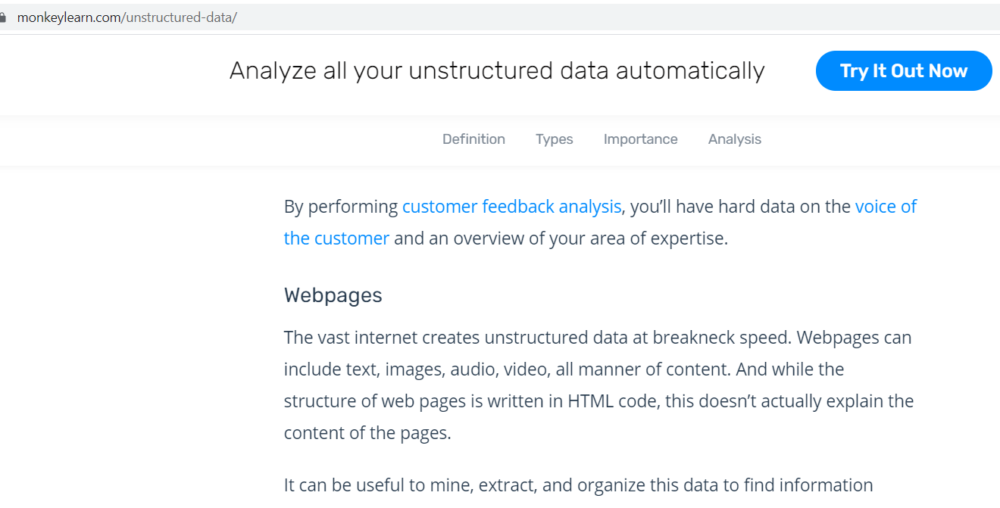 monkeylearn.com/unstructured-data/
Analyze all your unstructured data automatically
Try It Out Now
Definition Types Importance Analysis
By performing customer feedback analysis, you’ll have hard data on the voice of
the customer and an overview of your area of expertise.
Webpages
The vast internet creates unstructured data at breakneck speed. Webpages can
include text, images, audio, video, all manner of content. And while the
structure of web pages is written in HTML code, this doesn’t actually explain the
content of the pages.
It can be useful to mine, extract, and organize this data to find information